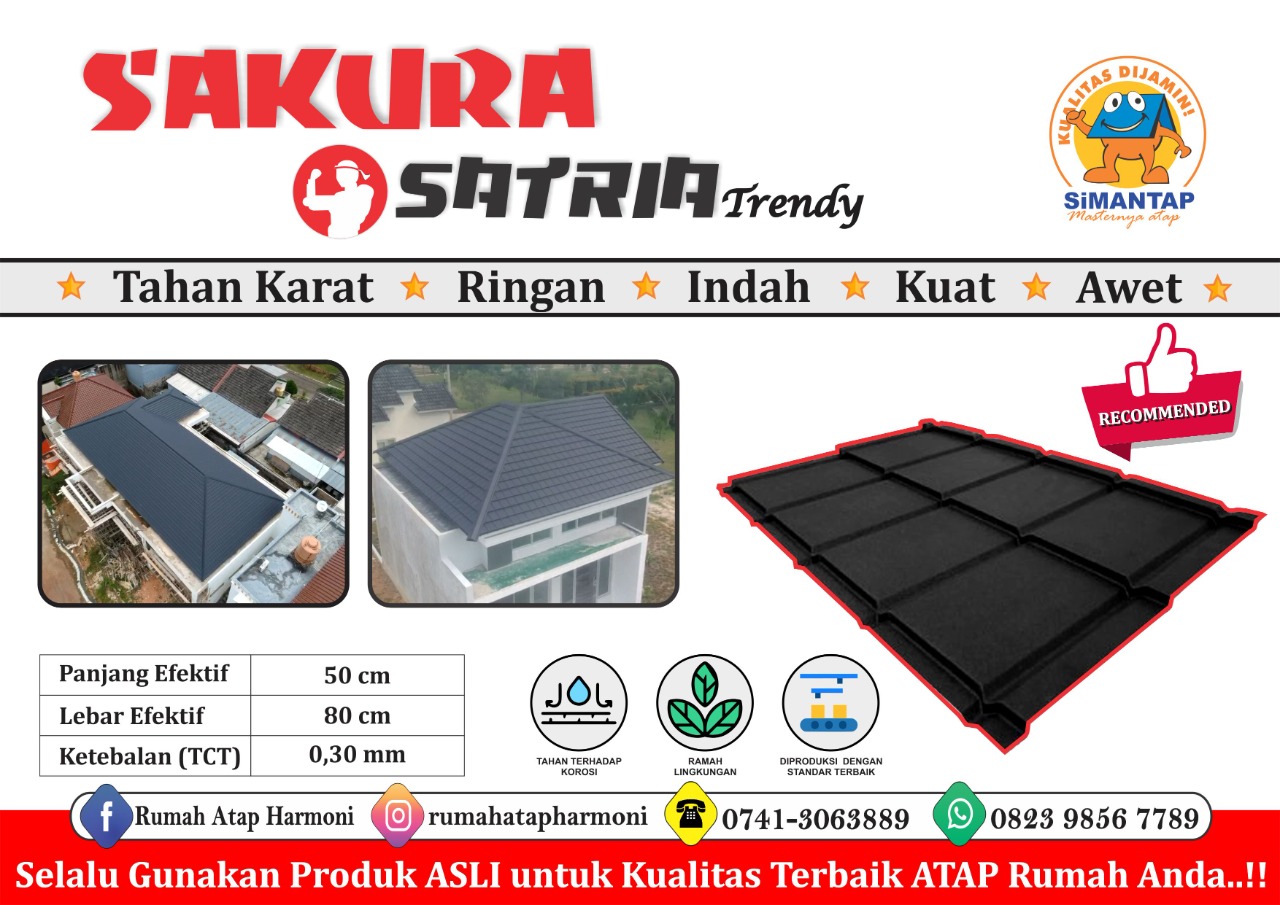 SAKURA
SATRIA Trendy
KUALITAS DIJAMIN!
SiMANTAP
Masternya atap
Tahan Karat Ringan Indah Kuat Awet
RECOMMENDED
Panjang Efektif 50 cm
Lebar Efektif 80 cm
Ketebalan (TCT) 0,30 mm
TAHAN TERHADAP
KOROSI
RAMAH
LINGKUNGAN
DIPRODUKSI DENGAN
STANDAR TERBAIK
Rumah Atap Harmoni rumahatapharmoni 0741-3063889 0823 9856 7789
Selalu Gunakan Produk ASLI untuk Kualitas Terbaik ATAP Rumah Anda..!!